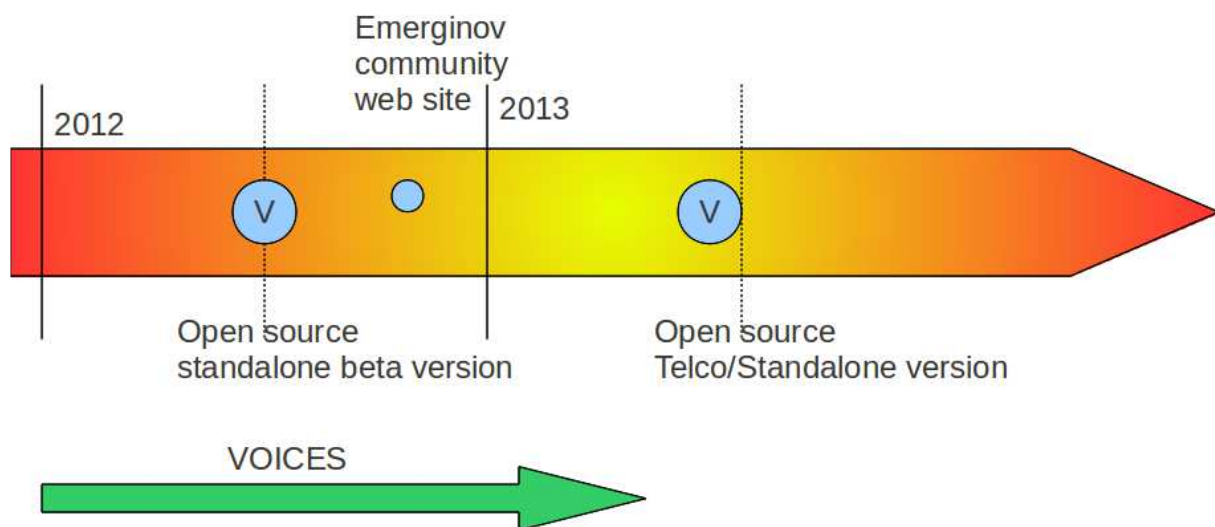 Emerginov
community
web site
2012
2013
V
V
Open source
standalone beta version
Open source
Telco/Standalone version
VOICES